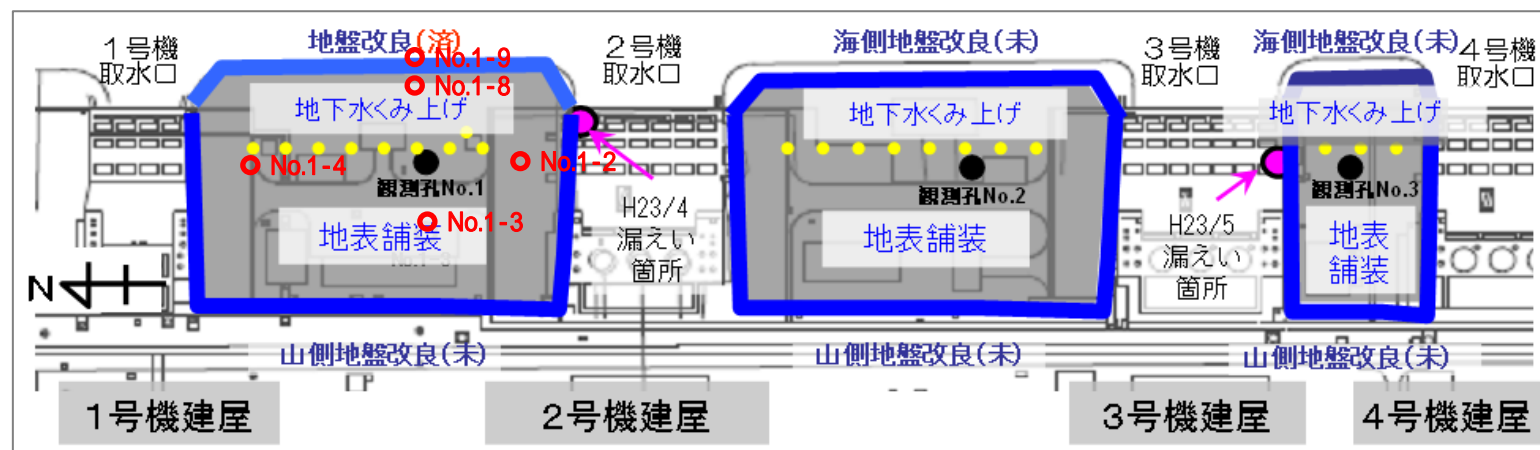 1号機
取水口
地盤改良(済)
No.1-9
No.1-8
2号機
取水口
海側地盤改良(未)
3号機
取水口
海側地盤改良(未)
4号機
取水口
地下水くみ上げ
地下水くみ上げ
地下水くみ上げ
No.1-4
観測孔No.1
No.1-2
観測孔No.2
観測孔No.3
No.1-3
地表舗装
H23/4
漏えい
箇所
地表舗装
H23/5
漏えい
箇所
地表
舗装
N
山側地盤改良(未)
山側地盤改良(未)
山側地盤改良(未)
1号機建屋
2号機建屋
3号機建屋
4号機建屋